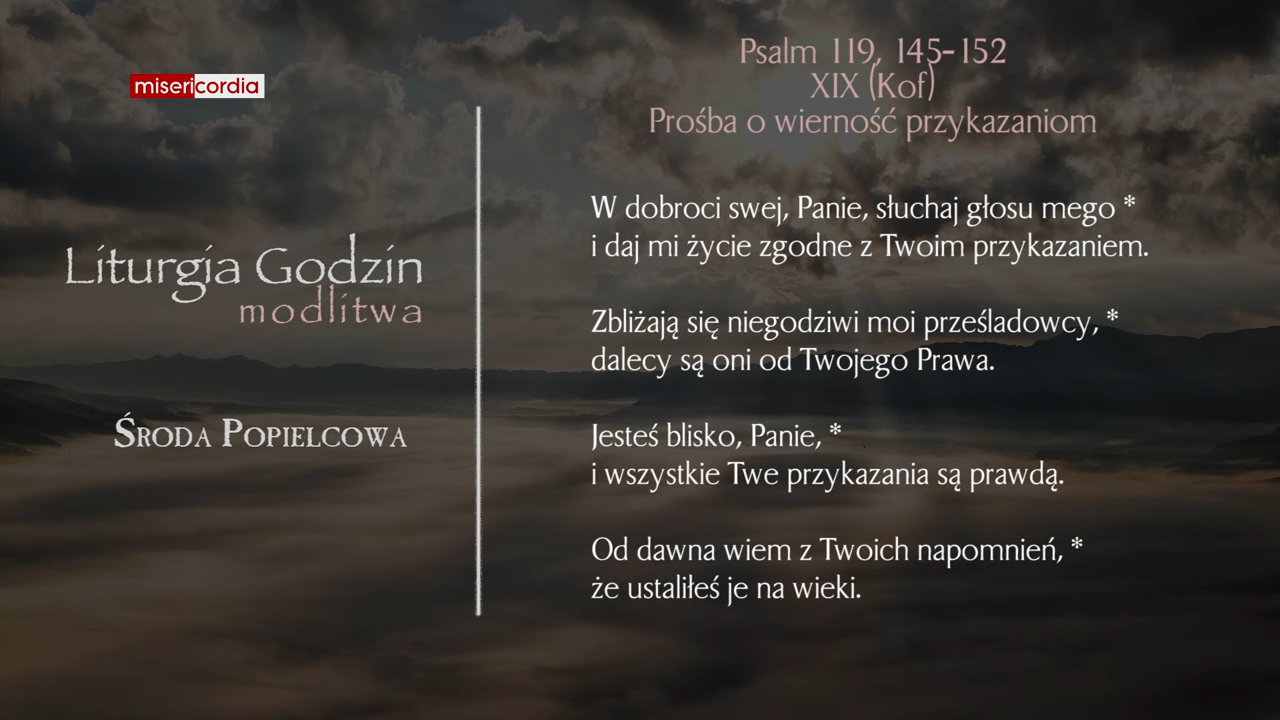 misericordia
Liturgia Godzin
modlitwa
Środa Popielcowa
Psalm 119, 145-152
XIX (Kof)
Prośba o wierność przykazaniom
W dobroci swej, Panie, słuchaj głosu mego *
i daj mi życie zgodne z Twoim przykazaniem.
Zbliżają się niegodziwi moi prześladowcy, *
dalecy są oni od Twojego Prawa.
Jesteś blisko, Panie, *
i wszystkie Twe przykazania są prawdą.
Od dawna wiem z Twoich napomnień, *
że ustaliłeś je na wieki.